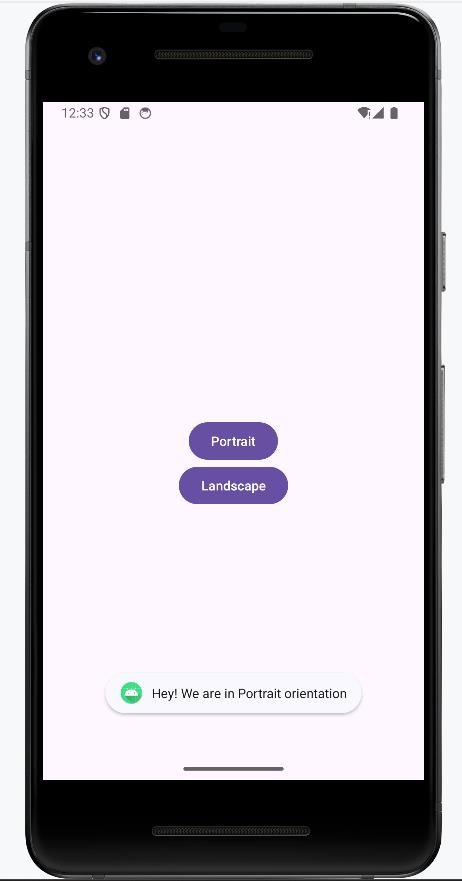 12:33
Portrait
Landscape
Hey! We are in Portrait orientation